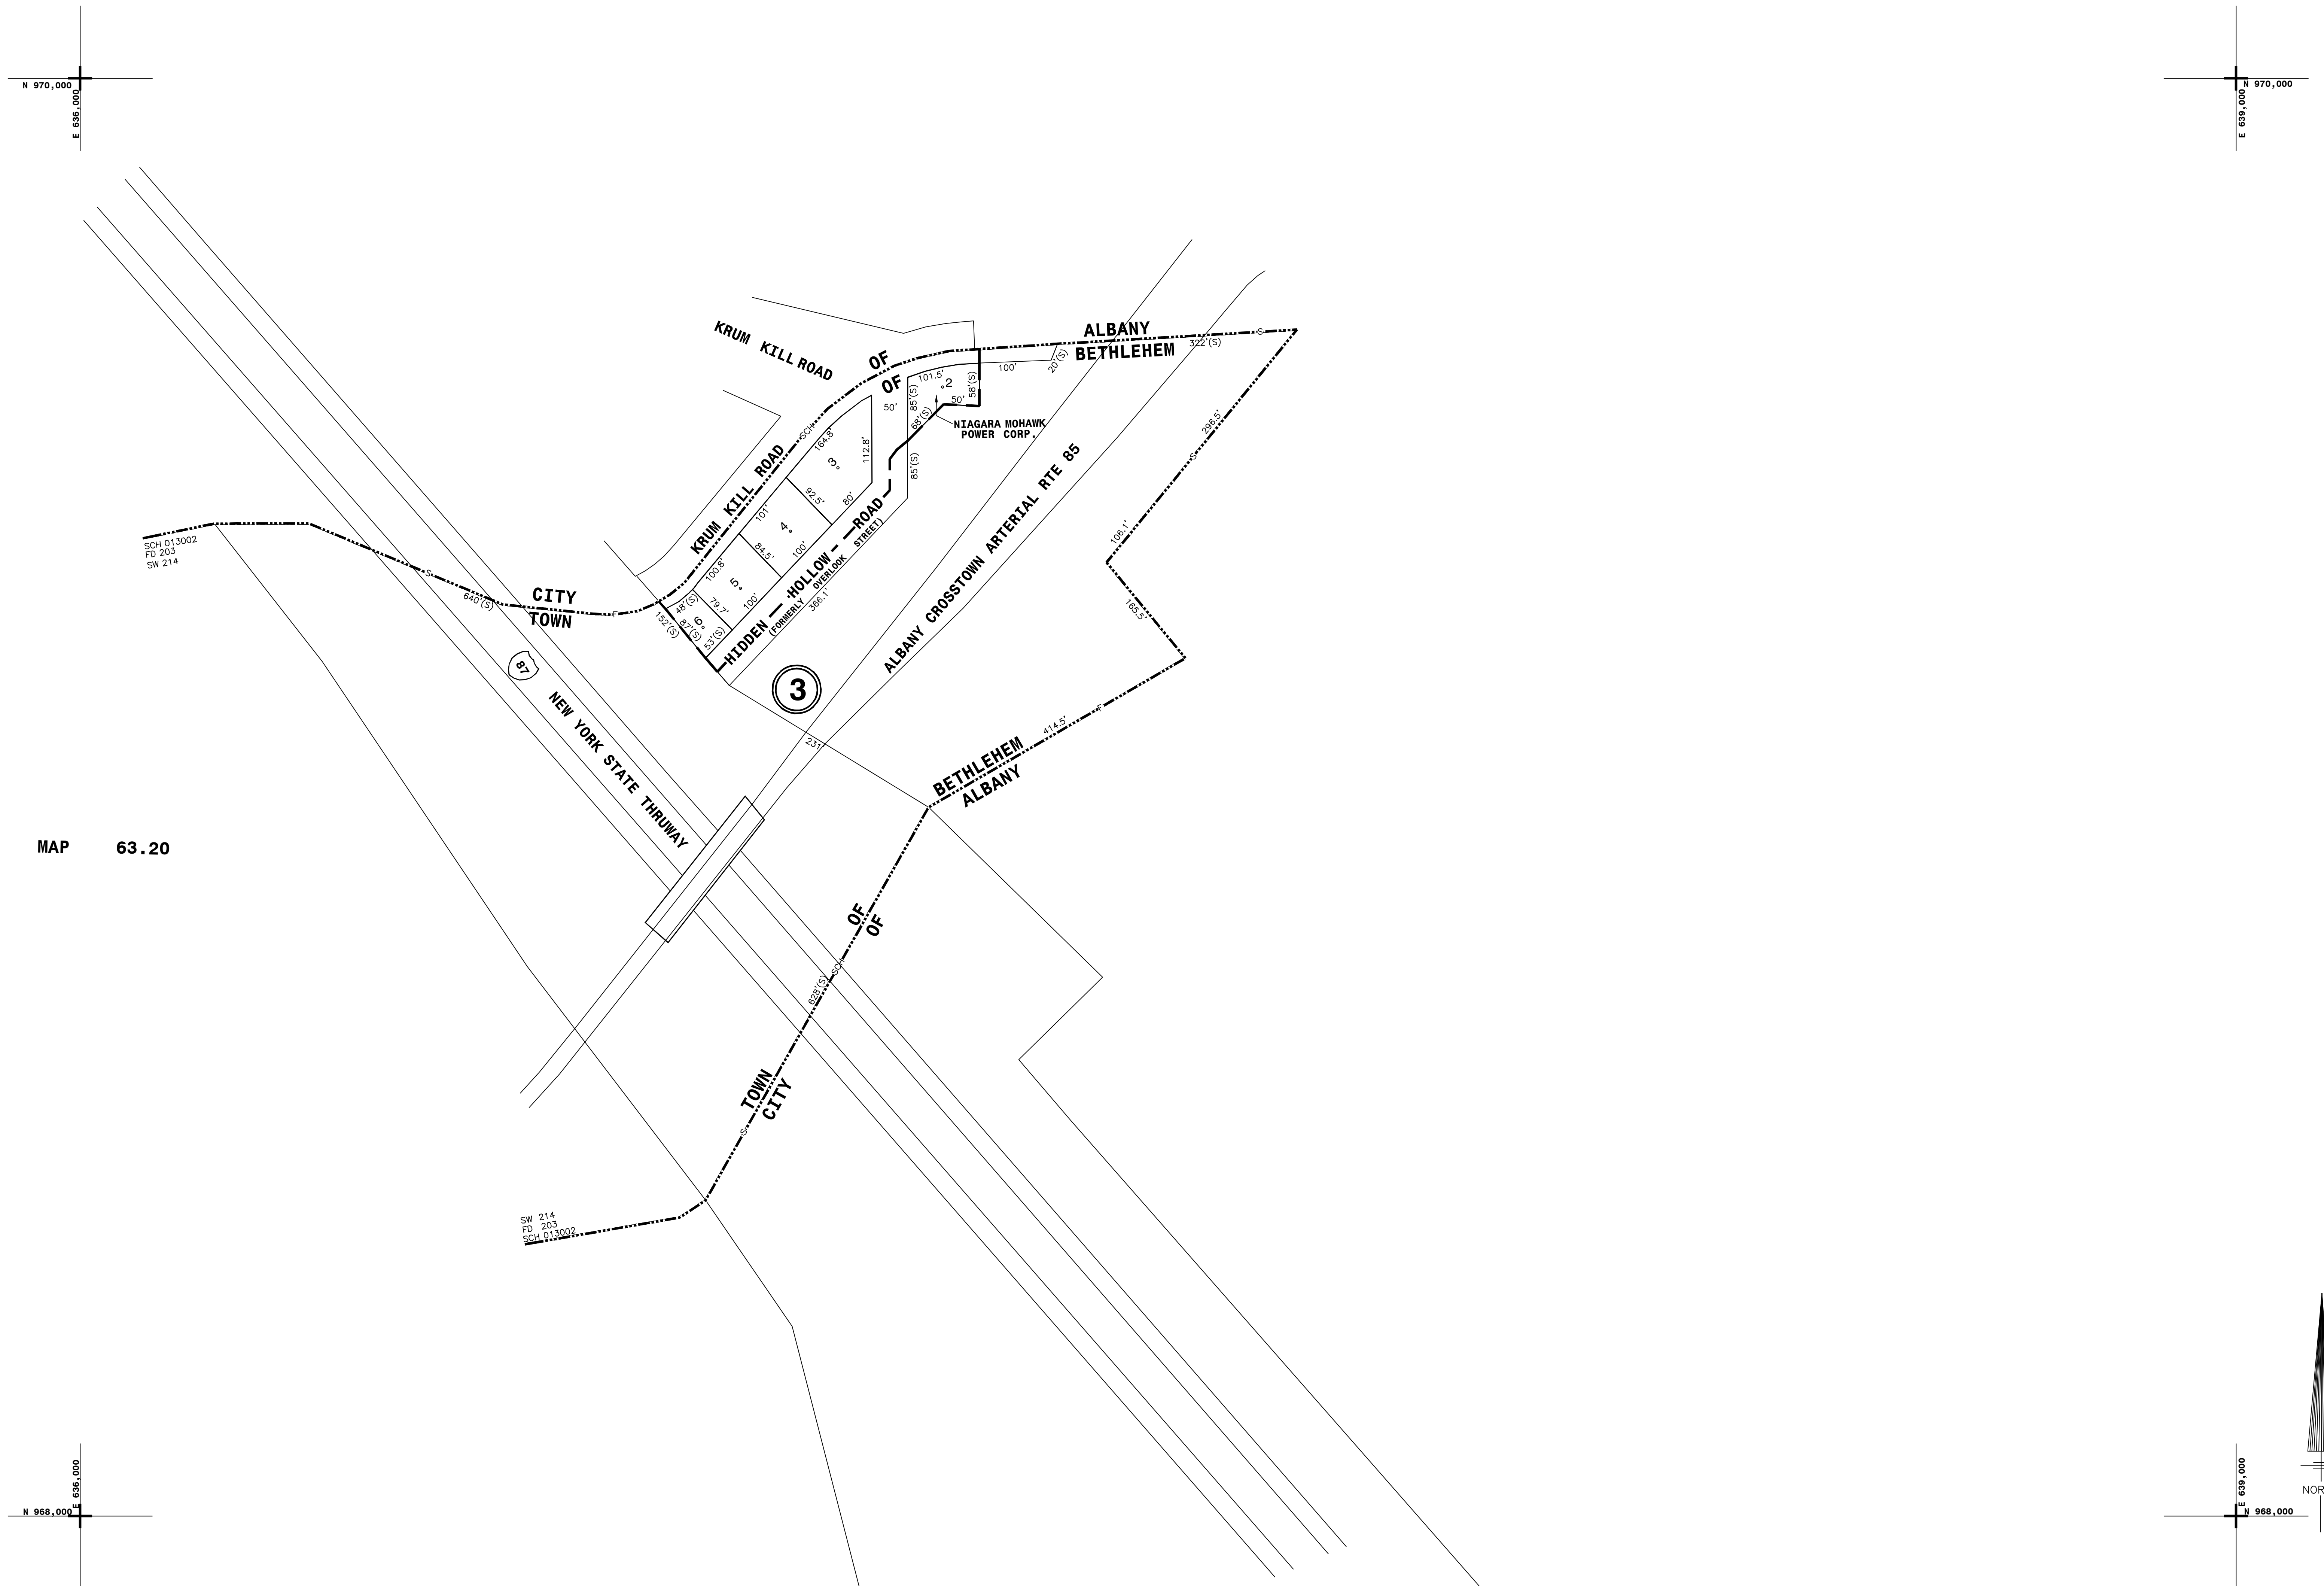 N 970,000
E 636,000
N 970,000
E 639,000
KRUM KILL ROAD
OF
OF
ALBANY
BETHLEHEM
322'(S)
S
20'(S)
100'
101.5'
2
58'(S)
50'
85'(S)
50'
68'(S)
NIAGARA MOHAWK
POWER CORP.
SCH
164.8'
3
112.8'
85'(S)
92.5'
80'
KRUM KILL ROAD
101'
4
84.5'
100'
100.8'
5
79.7'
100'
48'(S)
6
87'(S)
53'(S)
152'(S)
HIDDEN HOLLOW ROAD
(FORMERLY OVERLOOK STREET)
366.1'
ALBANY CROSSTOWN ARTERIAL RTE 85
296.5'
S
106.1'
165.5'
414.5'
F
SCH 013002
FD 203
SW 214
S
640'(S)
CITY
TOWN
F
87
NEW YORK STATE THRUWAY
3
231'
BETHLEHEM
ALBANY
MAP 63.20
OF
OF
SCH
628'(S)
TOWN
CITY
S
SW 214
FD 203
SCH 013002
E 636,000
N 968,000
E 639,000
N 968,000
NOR